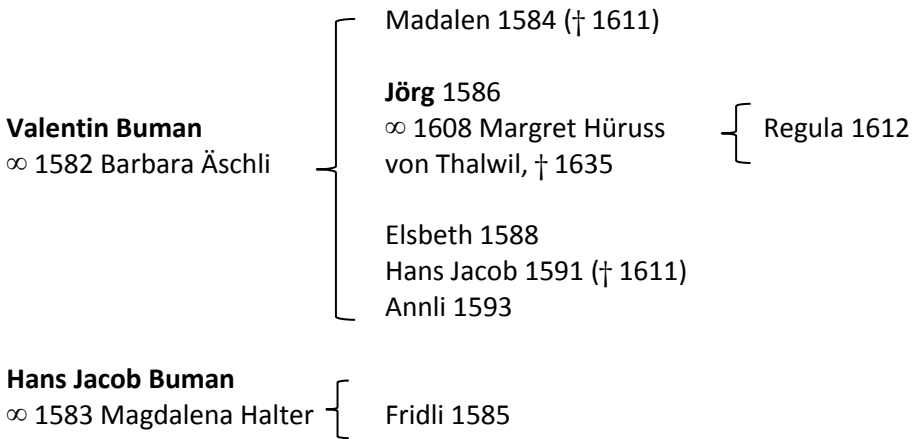 Madalen 1584 († 1611)
Valentin Buman
∞ 1582 Barbara Äschli
Jörg 1586
∞ 1608 Margret Hüruss
von Thalwil, † 1635
Regula 1612
Elsbeth 1588
Hans Jacob 1591 († 1611)
Annli 1593
Hans Jacob Buman
∞ 1583 Magdalena Halter
Fridli 1585